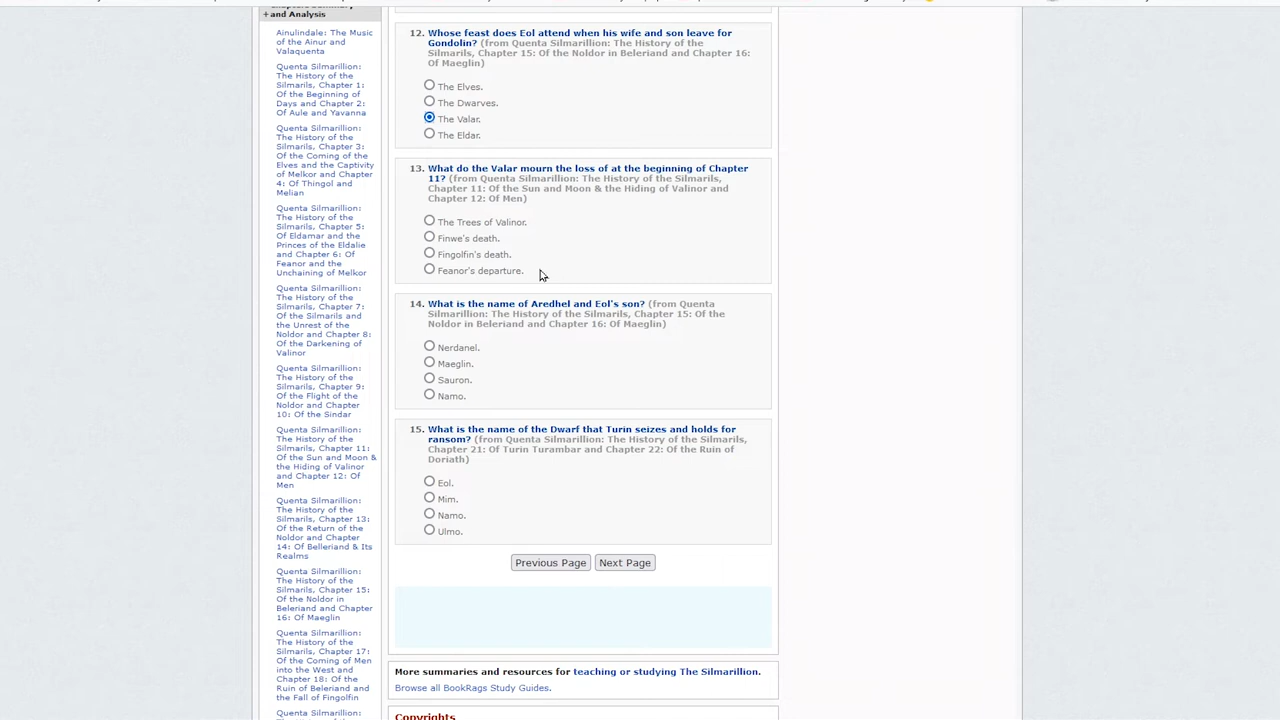 and Analysis
Ainulindale: The Music
of the Ainur and
Valaquenta
Quenta Silmarillion:
The History of the
Silmarils, Chapter 1:
Of the Beginning of
Days and Chapter 2:
Of Aule and Yavanna
Quenta Silmarillion:
The History of the
Silmarils, Chapter 3:
Of the Coming of the
Elves and the Captivity
of Melkor and Chapter
4: Of Thingol and
Melian
Quenta Silmarillion:
The History of the
Silmarils, Chapter 5:
Of Eldamar and the
Princes of the Eldalie
and Chapter 6: Of
Feanor and the
Unchaining of Melkor
Quenta Silmarillion:
The History of the
Silmarils, Chapter 7:
Of the Silmarils and
the Unrest of the
Noldor and Chapter 8:
Of the Darkening of
Valinor
Quenta Silmarillion:
The History of the
Silmarils, Chapter 9:
Of the Flight of the
Noldor and Chapter
10: Of the Sindar
Quenta Silmarillion:
The History of the
Silmarils, Chapter 11:
Of the Sun and Moon &
the Hiding of Valinor
and Chapter 12: Of
Men
Quenta Silmarillion:
The History of the
Silmarils, Chapter 13:
Of the Return of the
Noldor and Chapter
14: Of Belleriand & Its
Realms
Quenta Silmarillion:
The History of the
Silmarils, Chapter 15:
Of the Noldor in
Beleriand and Chapter
16: Of Maeglin
Quenta Silmarillion:
The History of the
Silmarils, Chapter 17:
Of the Coming of Men
into the West and
Chapter 18: Of the
Ruin of Beleriand and
the Fall of Fingolfin
Quenta Silmarillion:
12. Whose feast does Eol attend when his wife and son leave for
Gondolin? (from Quenta Silmarillion: The History of the
Silmarils, Chapter 15: Of the Noldor in Beleriand and Chapter 16:
Of Maeglin)
The Elves.
The Dwarves.
The Valar.
The Eldar.
13. What do the Valar mourn the loss of at the beginning of Chapter
11? (from Quenta Silmarillion: The History of the Silmarils,
Chapter 11: Of the Sun and Moon & the Hiding of Valinor and
Chapter 12: Of Men)
The Trees of Valinor.
Finwe's death.
Fingolfin's death.
Feanor's departure.
14. What is the name of Aredhel and Eol's son? (from Quenta
Silmarillion: The History of the Silmarils, Chapter 15: Of the
Noldor in Beleriand and Chapter 16: Of Maeglin)
Nerdanel.
Maeglin.
Sauron.
Namo.
15. What is the name of the Dwarf that Turin seizes and holds for
ransom? (from Quenta Silmarillion: The History of the Silmarils,
Chapter 21: Of Turin Turambar and Chapter 22: Of the Ruin of
Doriath)
Eol.
Mim.
Namo.
Ulmo.
Previous Page Next Page
More summaries and resources for teaching or studying The Silmarillion.
Browse all BookRags Study Guides.
Copyrights